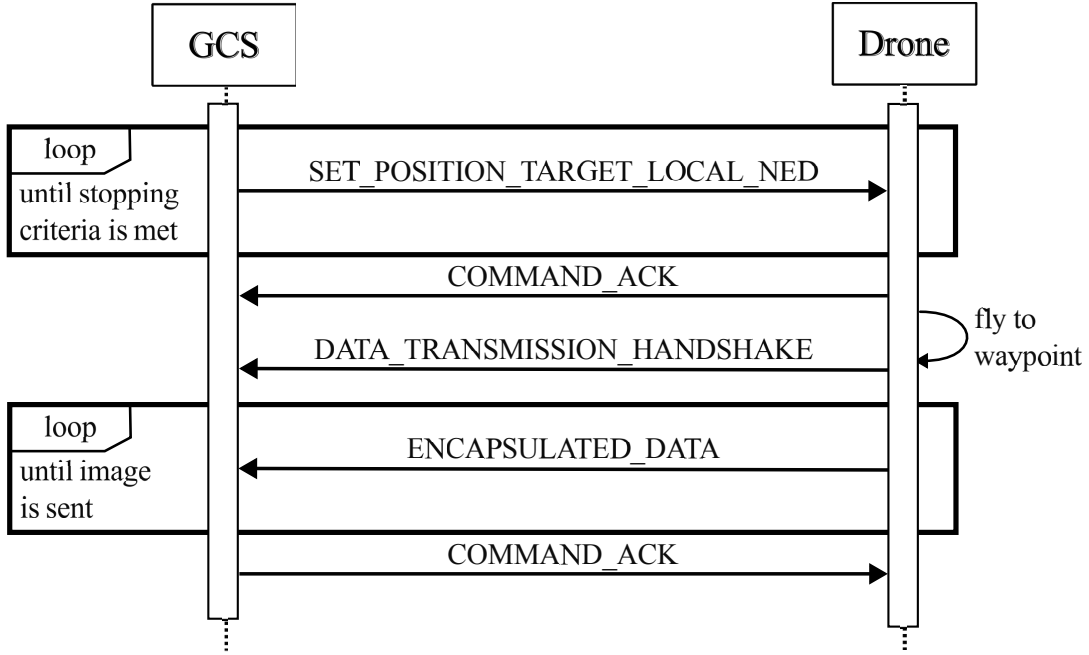 GCS
Drone
loop
until stopping
criteria is met
SET_POSITION_TARGET_LOCAL_NED
COMMAND_ACK
fly to
waypoint
DATA_TRANSMISSION_HANDSHAKE
loop
until image
is sent
ENCAPSULATED_DATA
COMMAND_ACK